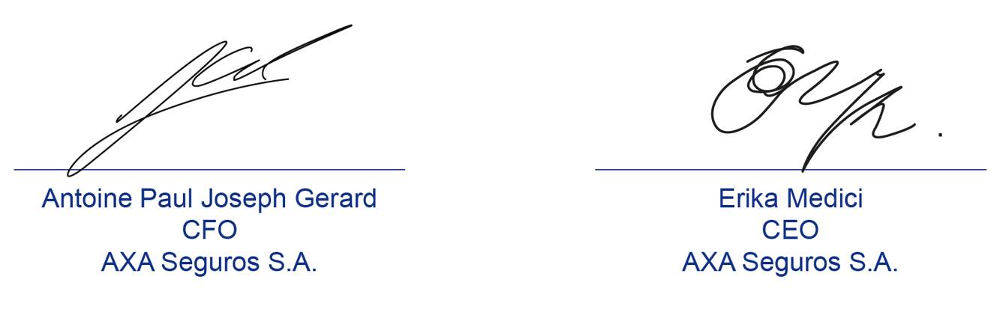 Antoine Paul Joseph Gerard
CFO
AXA Seguros S.A.
Erika Medici
CEO
AXA Seguros S.A.